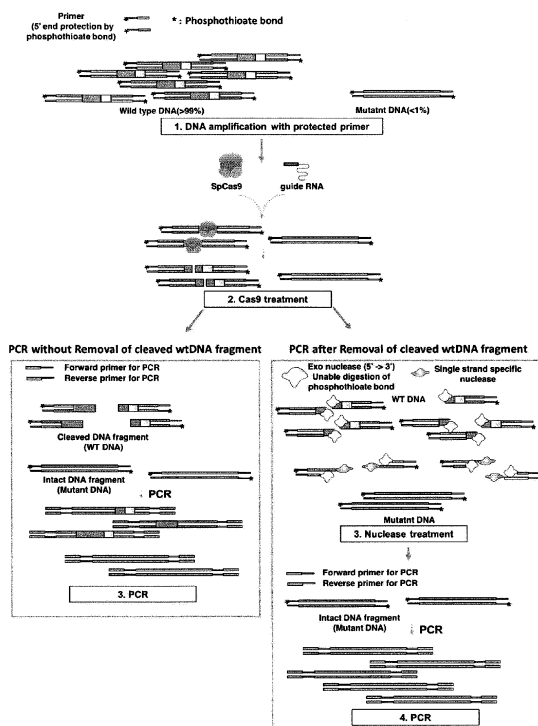 Primer
(5' end protection by
phosphothioate bond)
* : Phosphothioate bond
Wild type DNA(>99%)
Mutatnt DNA(<1%)
1. DNA amplification with protected primer
SpCas9
guide RNA
2. Cas9 treatment
PCR without Removal of cleaved wtDNA fragment
Forward primer for PCR
Reverse primer for PCR
Cleaved DNA fragment
(WT DNA)
Intact DNA fragment
(Mutant DNA)
PCR
3. PCR
PCR after Removal of cleaved wtDNA fragment
Exo nuclease (5' -> 3')
Unable digestion of
phosphothioate bond
Single strand specific
nuclease
WT DNA
Mutatnt DNA
3. Nuclease treatment
Forward primer for PCR
Reverse primer for PCR
Intact DNA fragment
(Mutant DNA)
PCR
4. PCR